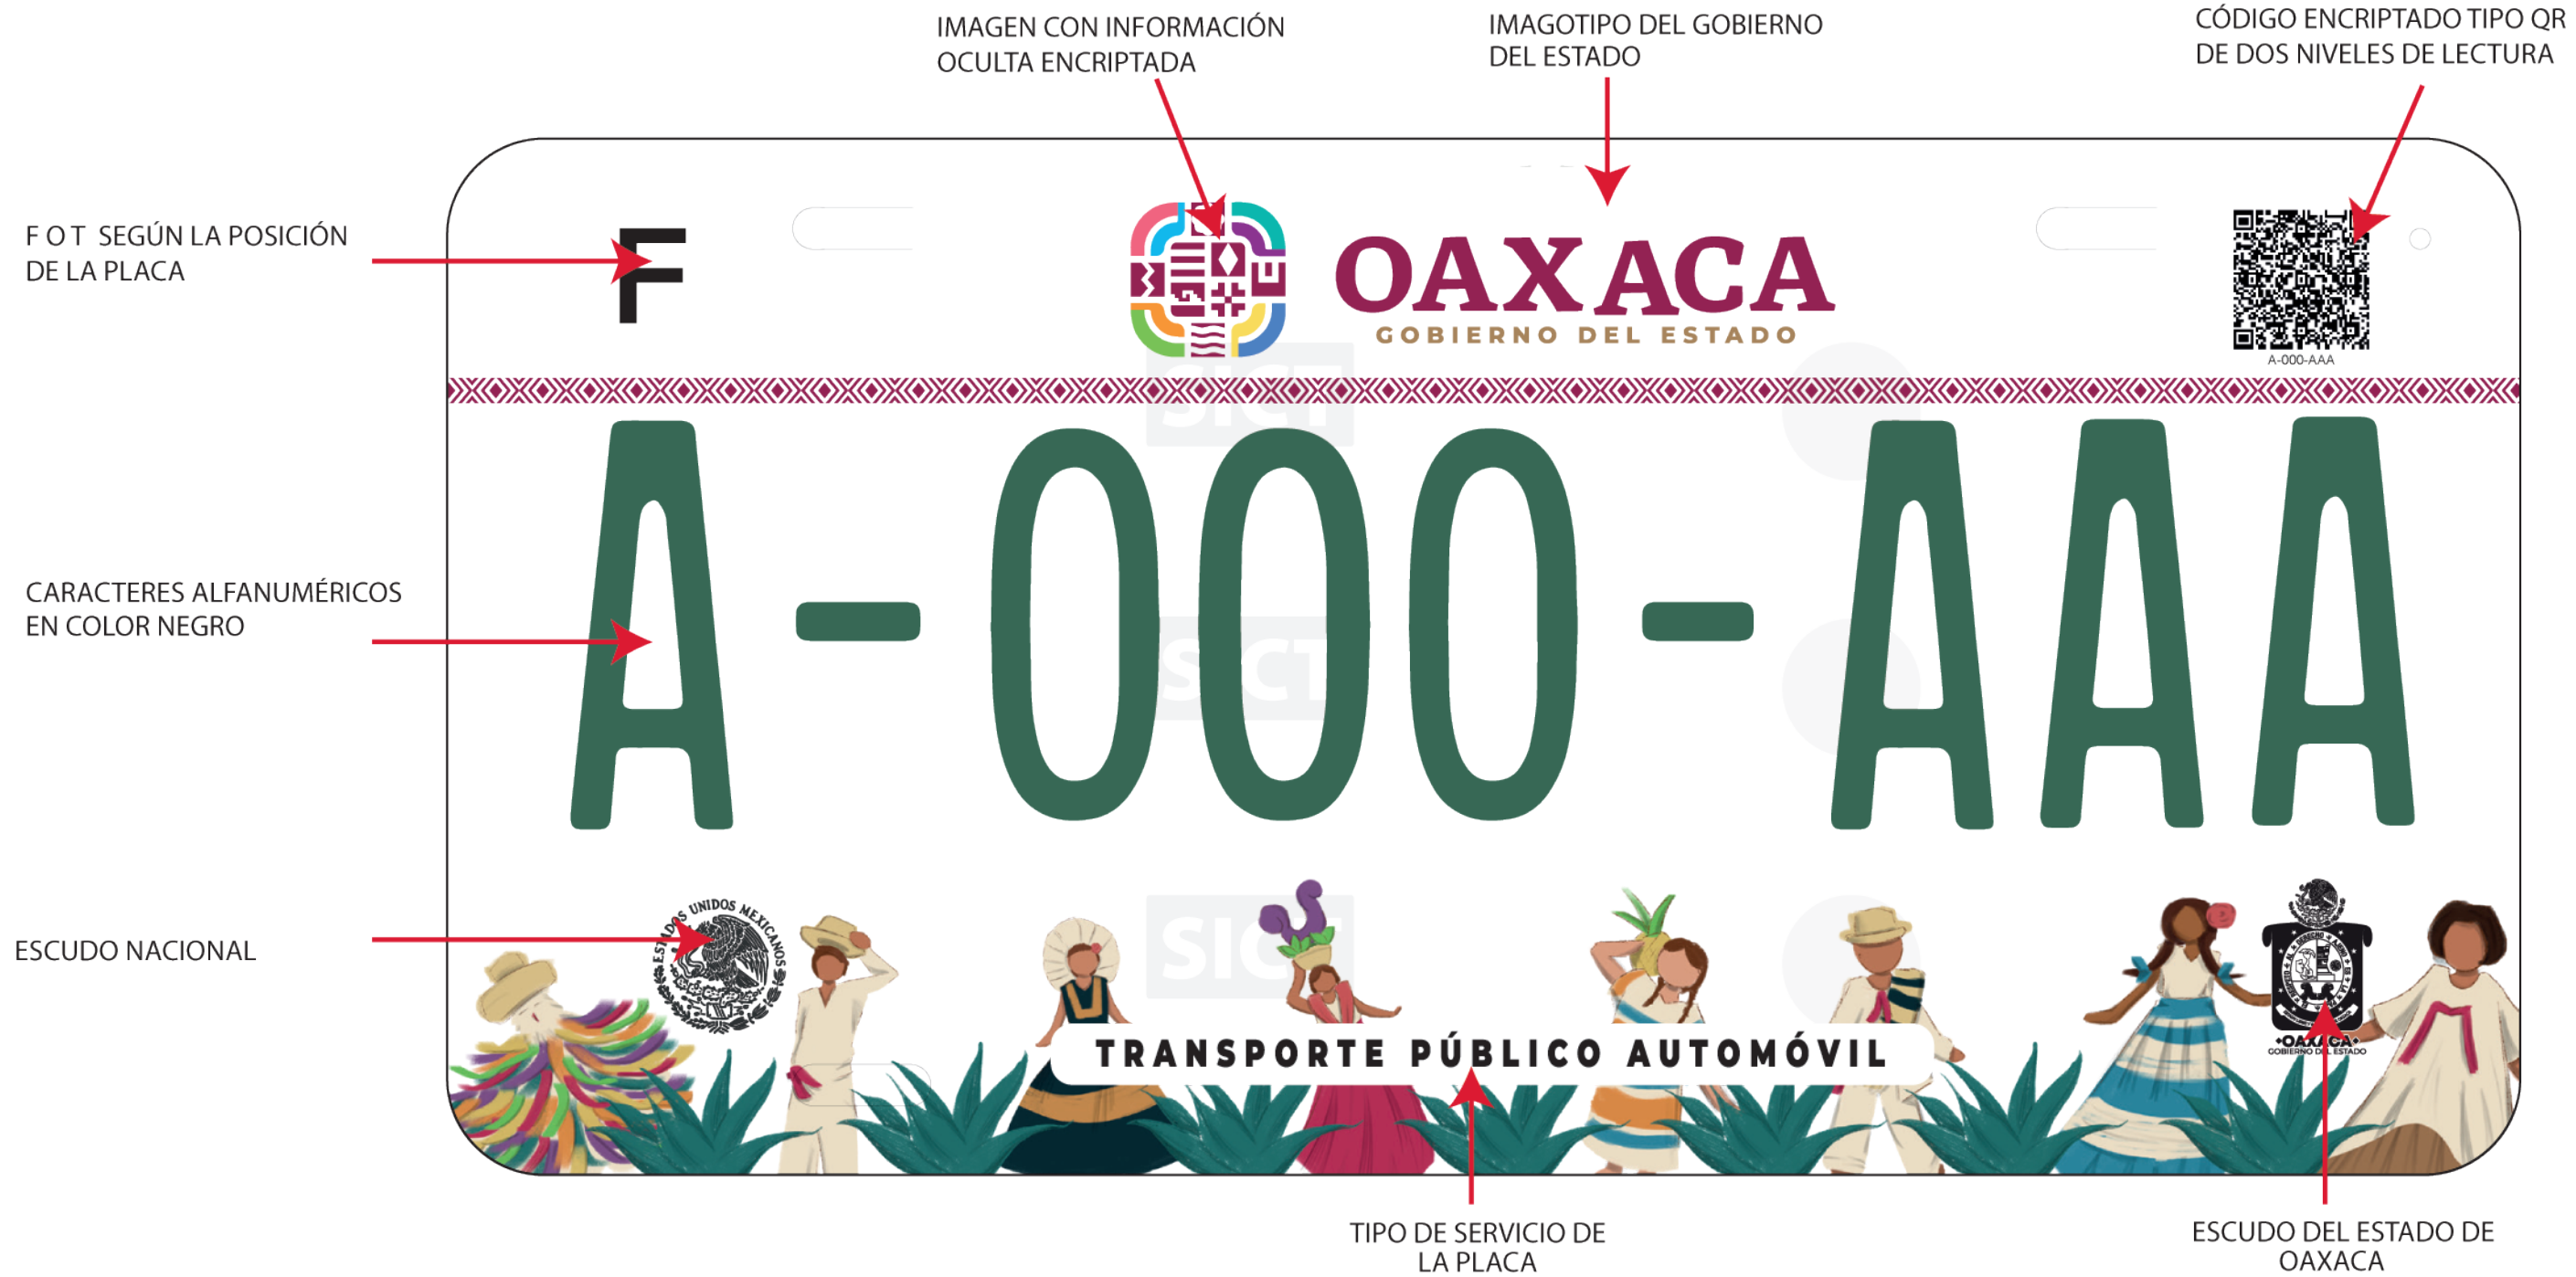 IMAGEN CON INFORMACIÓN
OCULTA ENCRIPTADA
IMAGOTIPO DEL GOBIERNO
DEL ESTADO
CÓDIGO ENCRIPTADO TIPO QR
DE DOS NIVELES DE LECTURA
F O T SEGÚN LA POSICIÓN
DE LA PLACA
F
OAXACA
GOBIERNO DEL ESTADO
A-000-AAA
SICT
CARACTERES ALFANUMÉRICOS
EN COLOR NEGRO
A-000-AAA
SICT
ESCUDO NACIONAL
ESTADOS UNIDOS MEXICANOS
SICT
TRANSPORTE PÚBLICO AUTOMÓVIL
OAXACA
GOBIERNO DEL ESTADO
TIPO DE SERVICIO DE
LA PLACA
ESCUDO DEL ESTADO DE
OAXACA